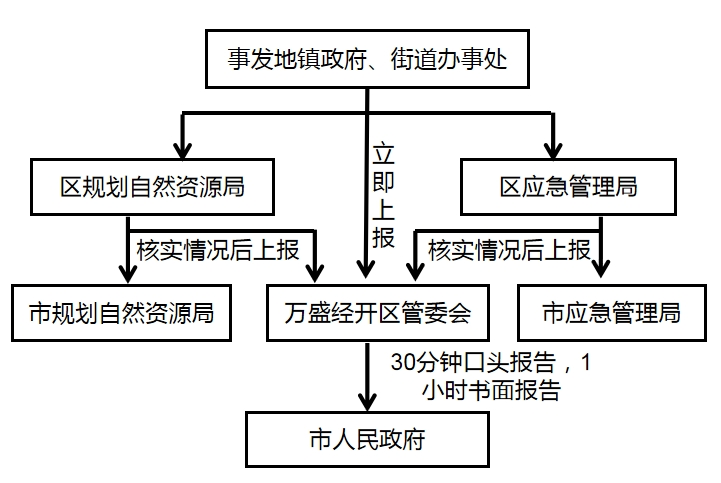 事发地镇政府、街道办事处
立即上报
区规划自然资源局
区应急管理局
核实情况后上报
核实情况后上报
市规划自然资源局
万盛经开区管委会
市应急管理局
30分钟口头报告，1
小时书面报告
市人民政府